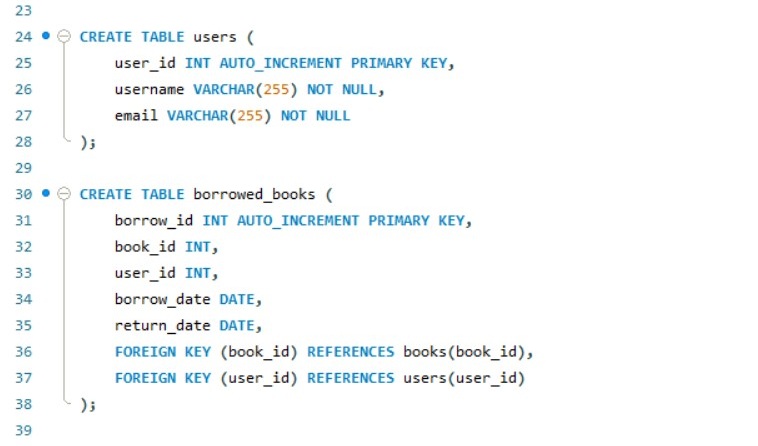 23
24 CREATE TABLE users (
25 user_id INT AUTO_INCREMENT PRIMARY KEY,
26 username VARCHAR(255) NOT NULL,
27 email VARCHAR(255) NOT NULL
28 );
29
30 CREATE TABLE borrowed_books (
31 borrow_id INT AUTO_INCREMENT PRIMARY KEY,
32 book_id INT,
33 user_id INT,
34 borrow_date DATE,
35 return_date DATE,
36 FOREIGN KEY (book_id) REFERENCES books(book_id),
37 FOREIGN KEY (user_id) REFERENCES users(user_id)
38 );
39